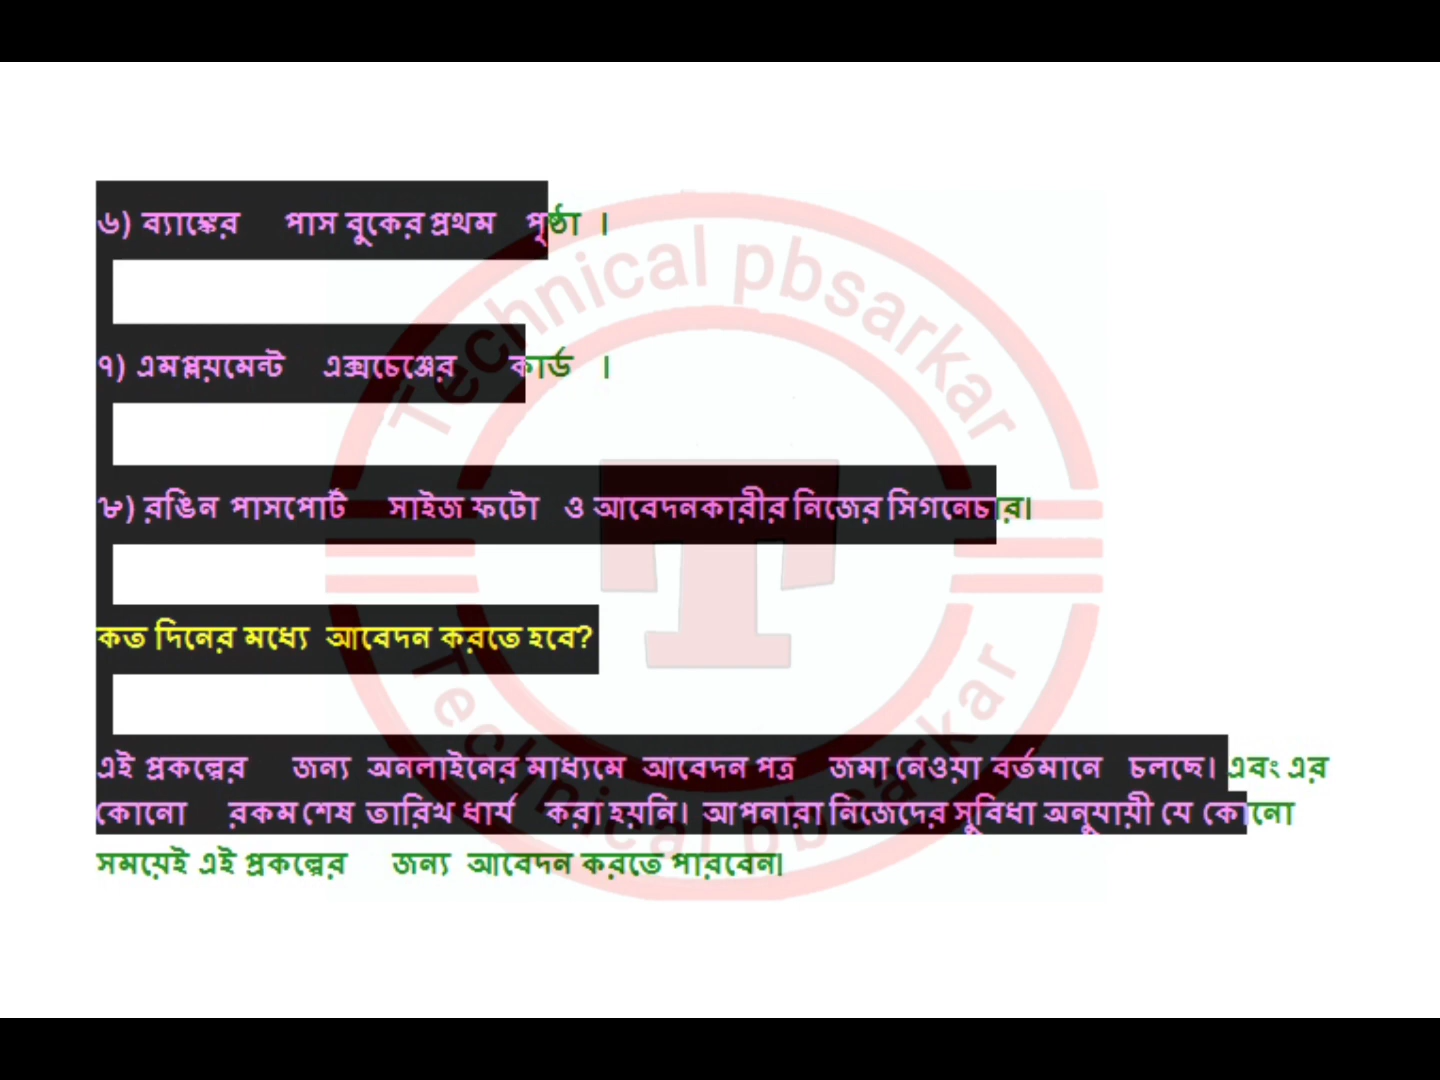 Technical pbsarkar
৬) ব্যাঙ্কের পাস বুকের প্রথম পৃষ্ঠা ।
৭) এমপ্লয়মেন্ট এক্সচেঞ্জের কার্ড ।
৮) রঙিন পাসপোর্ট সাইজ ফটো ও আবেদনকারীর নিজের সিগনেচার।
T
কত দিনের মধ্যে আবেদন করতে হবে?
এই প্রকল্পের জন্য অনলাইনের মাধ্যমে আবেদন পত্র জমা নেওয়া বর্তমানে চলছে। এবং এর
কোনো রকম শেষ তারিখ ধার্য করা হয়নি। আপনারা নিজেদের সুবিধা অনুযায়ী যে কোনো
সময়েই এই প্রকল্পের জন্য আবেদন করতে পারবেন।
Technical pbsarkar